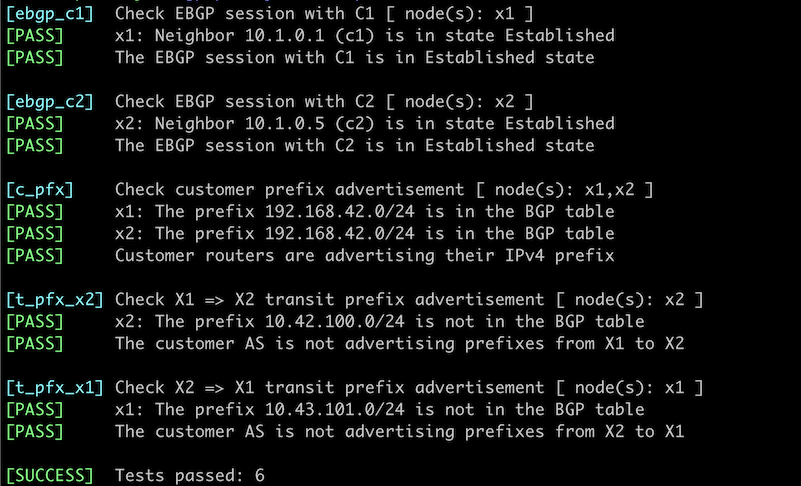 [ebgp_c1] Check EBGP session with C1 [ node(s): x1 ]
[PASS] x1: Neighbor 10.1.0.1 (c1) is in state Established
[PASS] The EBGP session with C1 is in Established state
[ebgp_c2] Check EBGP session with C2 [ node(s): x2 ]
[PASS] x2: Neighbor 10.1.0.5 (c2) is in state Established
[PASS] The EBGP session with C2 is in Established state
[c_pfx] Check customer prefix advertisement [ node(s): x1,x2 ]
[PASS] x1: The prefix 192.168.42.0/24 is in the BGP table
[PASS] x2: The prefix 192.168.42.0/24 is in the BGP table
[PASS] Customer routers are advertising their IPv4 prefix
[t_pfx_x2] Check X1 => X2 transit prefix advertisement [ node(s): x2 ]
[PASS] x2: The prefix 10.42.100.0/24 is not in the BGP table
[PASS] The customer AS is not advertising prefixes from X1 to X2
[t_pfx_x1] Check X2 => X1 transit prefix advertisement [ node(s): x1 ]
[PASS] x1: The prefix 10.43.101.0/24 is not in the BGP table
[PASS] The customer AS is not advertising prefixes from X2 to X1
[SUCCESS] Tests passed: 6